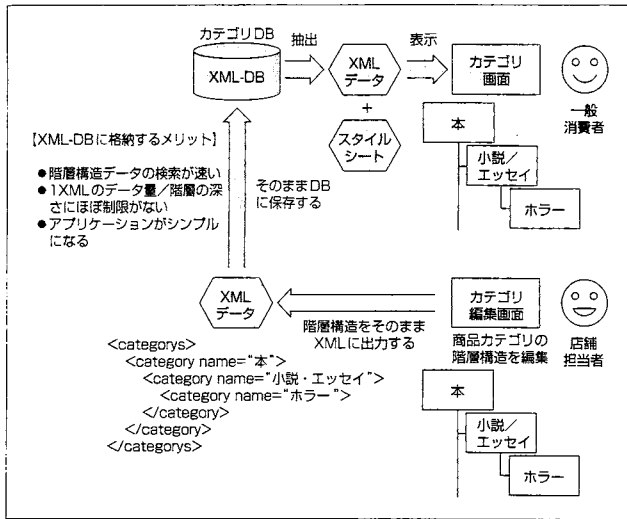 カテゴリDB
XML-DB
抽出
XML
データ
+
スタイル
シート
表示
カテゴリ
画面
一般
消費者
本
小説/
エッセイ
ホラー
【XML-DBに格納するメリット】
●階層構造データの検索が速い
●1XMLのデータ量/階層の深
さにほぼ制限がない
●アプリケーションがシンプル
になる
そのままDB
に保存する
XML
データ
階層構造をそのまま
XMLに出力する
カテゴリ
編集画面
商品カテゴリの
階層構造を編集
店舗
担当者
<categorys>
<category name="本">
<category name="小説・エッセイ">
<category name="ホラー">
</category>
</category>
</categorys>
本
小説/
エッセイ
ホラー